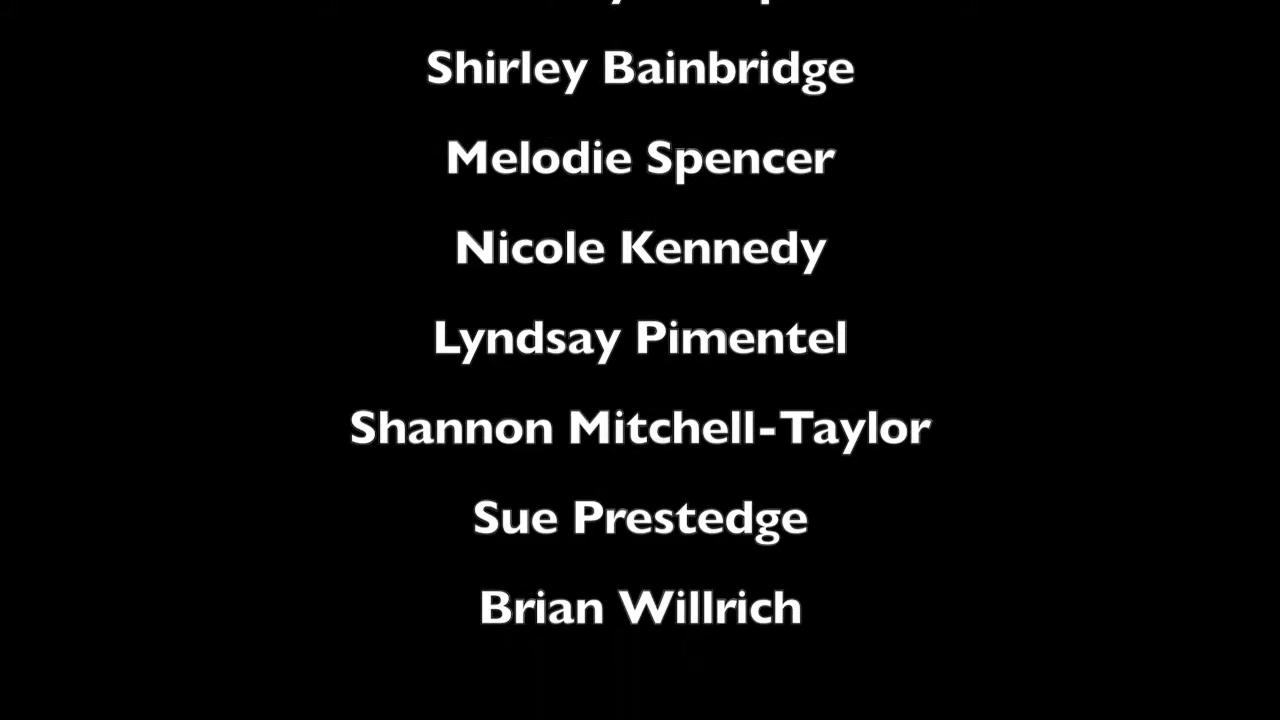 Shirley Bainbridge
Melodie Spencer
Nicole Kennedy
Lyndsay Pimentel
Shannon Mitchell-Taylor
Sue Prestedge
Brian Willrich